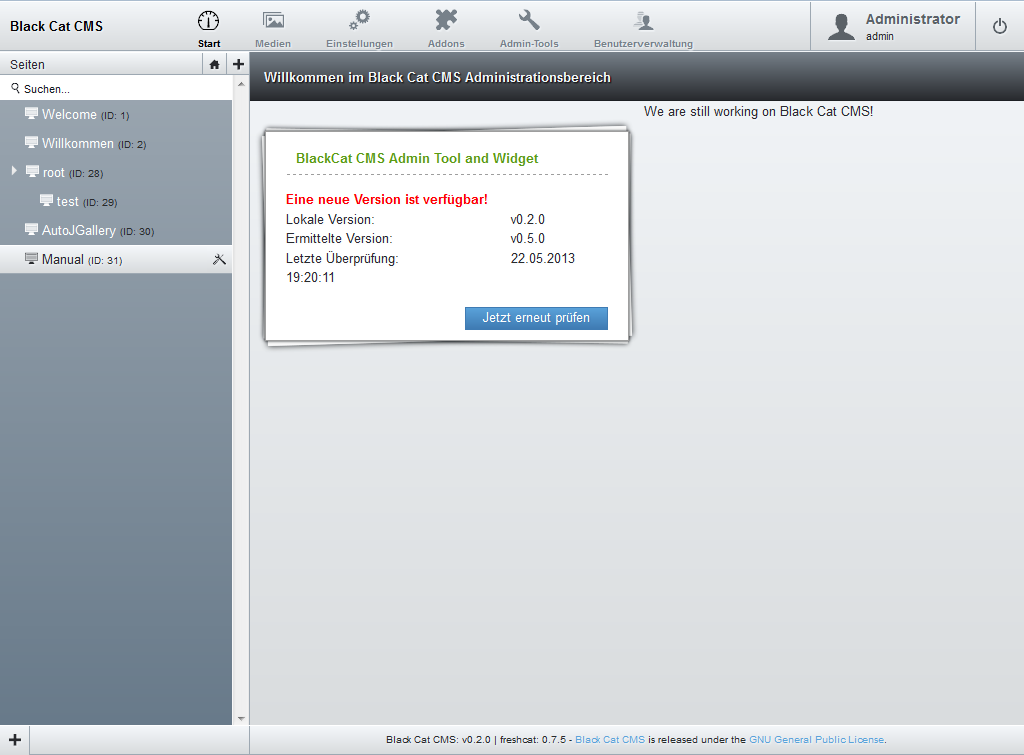 Black Cat CMS
Start
Medien
Einstellungen
Addons
Admin-Tools
Benutzerverwaltung
Administrator
admin
Seiten
Suchen...
Welcome (ID: 1)
Willkommen (ID: 2)
root (ID: 28)
test (ID: 29)
AutoJGallery (ID: 30)
Manual (ID: 31)
Willkommen im Black Cat CMS Administrationsbereich
We are still working on Black Cat CMS!
BlackCat CMS Admin Tool and Widget
Eine neue Version ist verfügbar!
Lokale Version: v0.2.0
Ermittelte Version: v0.5.0
Letzte Überprüfung: 22.05.2013
19:20:11
Jetzt erneut prüfen
Black Cat CMS: v0.2.0 | freshcat: 0.7.5 - Black Cat CMS is released under the GNU General Public License.